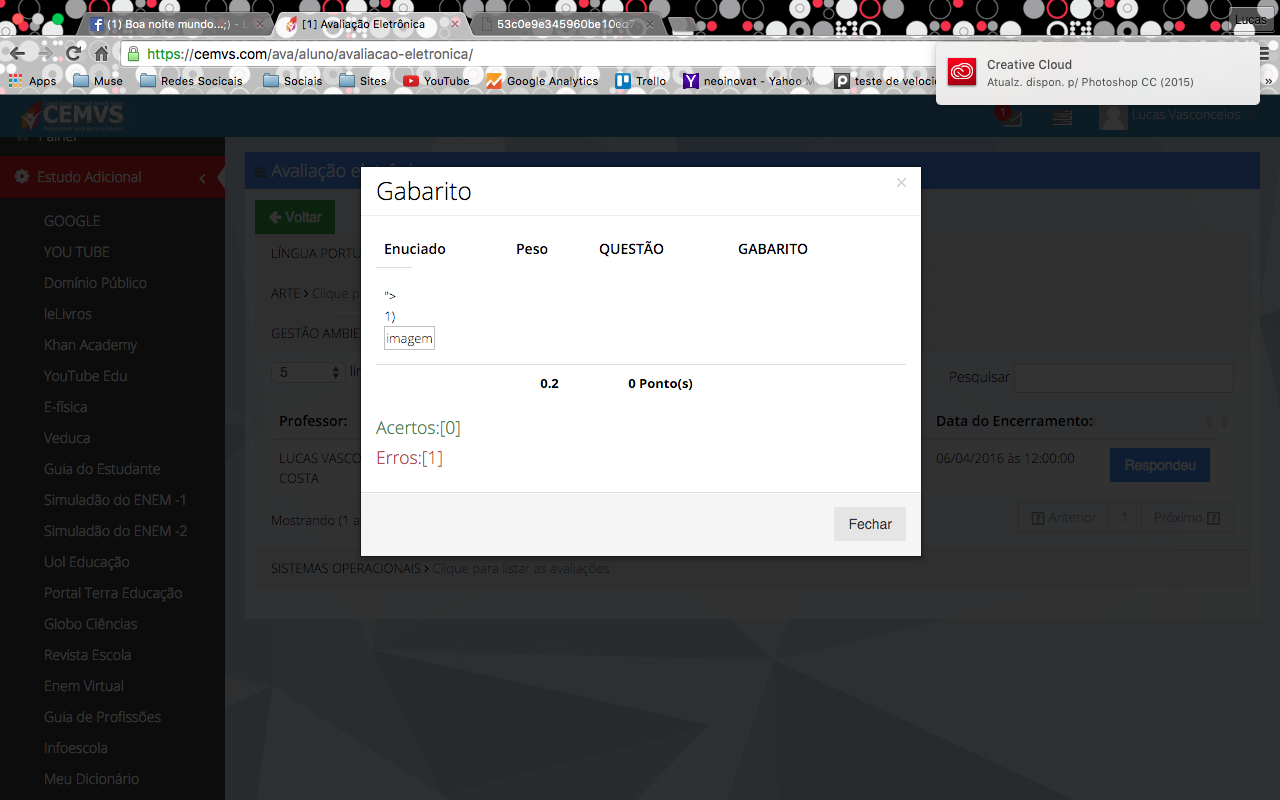 (1) Boa noite mundo...;) - L
[1] Avaliação Eletrônica
Lucas
https://cemvs.com/ava/aluno/avaliacao-eletronica/
Apps Muse Redes Socicais Sociais Sites YouTube Google Analytics Trello neoinovat - Yahoo teste de veloci »
Creative Cloud
Atualz. dispon. p/ Photoshop CC (2015)
CEMVS
1
Lucas Vasconcelos
Painel
Estudo Adicional
GOOGLE
YOU TUBE
Domínio Público
leLivros
Khan Academy
YouTube Edu
E-física
Veduca
Guia do Estudante
Simuladão do ENEM -1
Simuladão do ENEM -2
Uol Educação
Portal Terra Educação
Globo Ciências
Revista Escola
Enem Virtual
Guia de Profissões
Infoescola
Meu Dicionário
Avaliação e
Voltar
LÍNGUA PORTU
ARTE > Clique p
GESTÃO AMBIE
5 li
Pesquisar
Professor:
Data do Encerramento:
LUCAS VASCO
COSTA
06/04/2016 às 12:00:00
Respondeu
Mostrando (1 a
Anterior 1 Próximo
SISTEMAS OPERACIONAIS > Clique para listar as avaliações
Gabarito
×
Enuciado Peso QUESTÃO GABARITO
">
1)
imagem
0.2 0 Ponto(s)
Acertos:[0]
Erros:[1]
Fechar